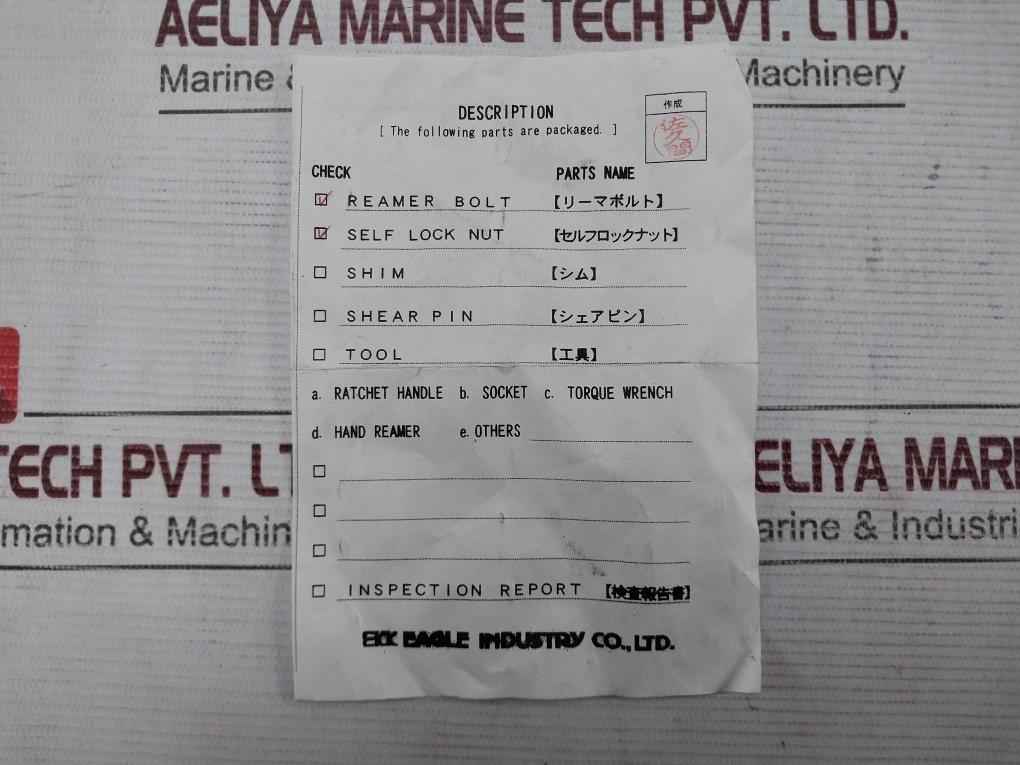 AELIYA MARINE TECH PVT. LTD.
Marine & Machinery
DESCRIPTION
[ The following parts are packaged. ]
作成
CHECK PARTS NAME
REAMER BOLT 【リーマボルト】
SELF LOCK NUT 【セルフロックナット】
SHIM 【シム】
SHEAR PIN 【シェアピン】
TOOL 【工具】
a. RATCHET HANDLE b. SOCKET c. TORQUE WRENCH
d. HAND REAMER e. OTHERS
INSPECTION REPORT 【検査報告書】
EKK EAGLE INDUSTRY CO., LTD.
TECH PVT. LT ELIYA MARI
mation & Machin arine & Industri